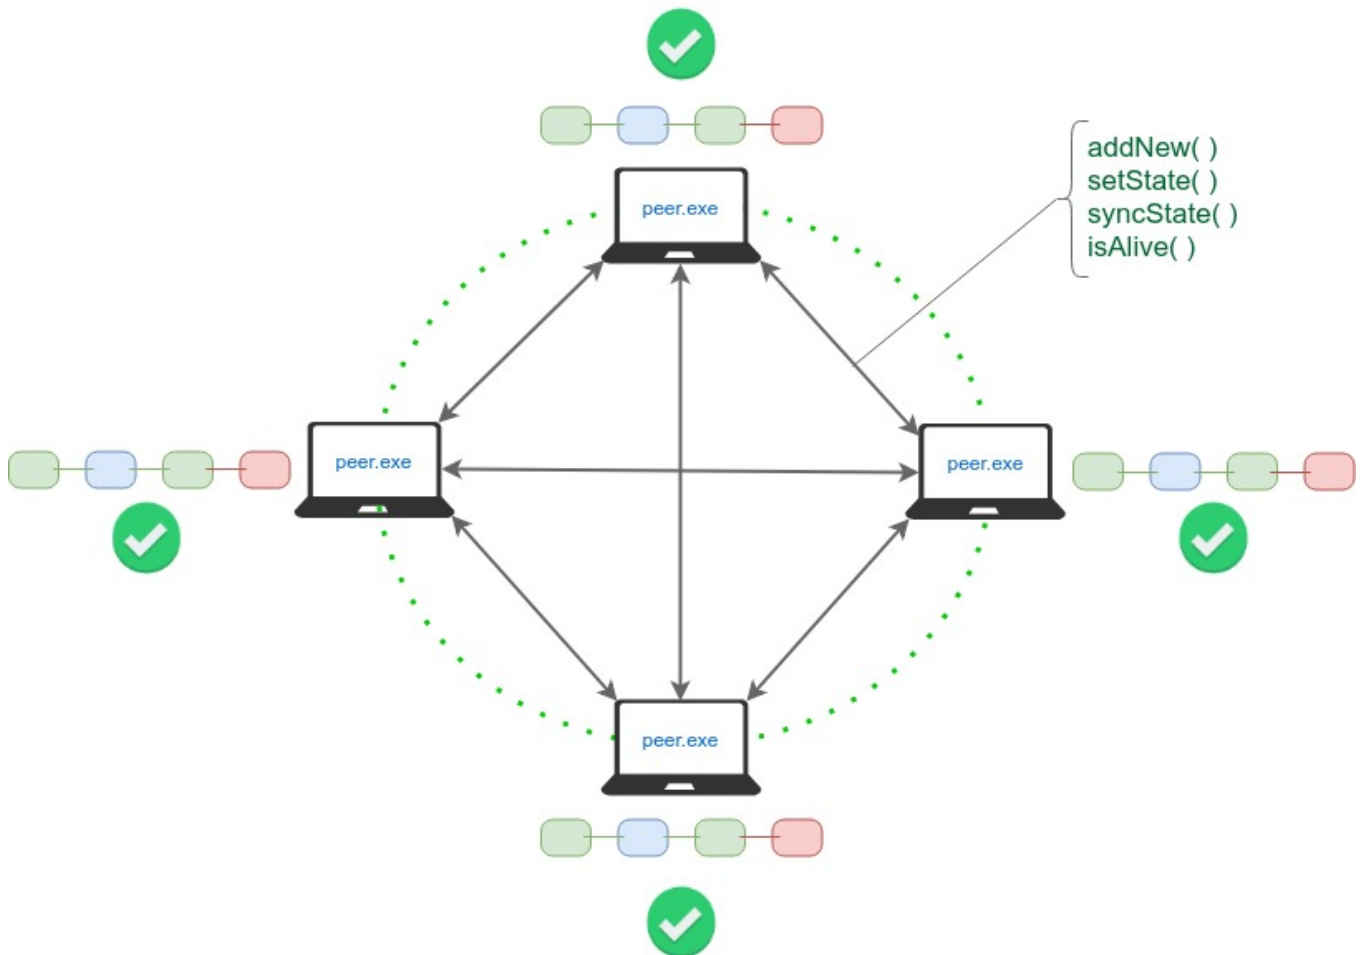 peer.exe
addNew( )
setState( )
syncState( )
isAlive( )
peer.exe
peer.exe
peer.exe